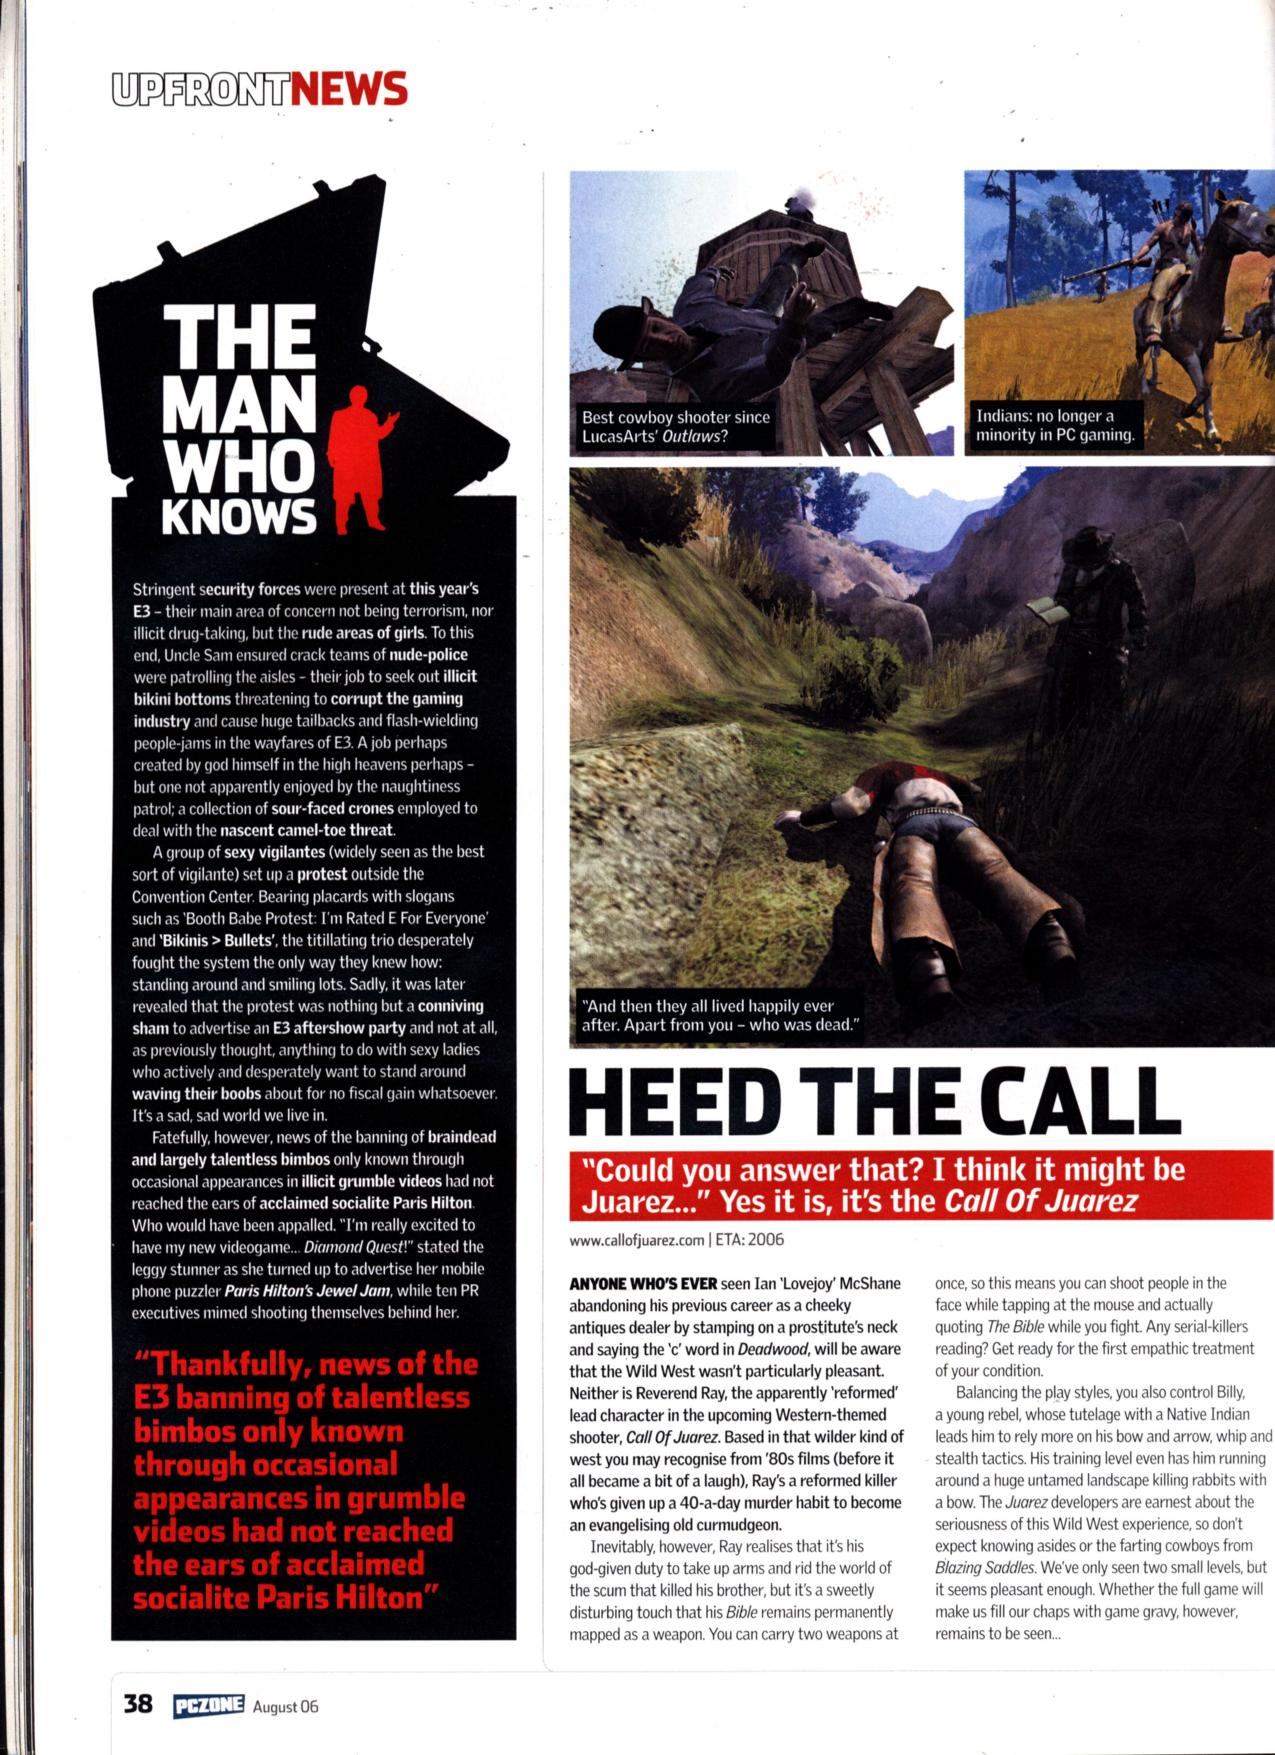 UPFRONTNEWS
THE
MAN
WHO
KNOWS
Stringent security forces were present at this year's
E3 – their main area of concern not being terrorism, nor
illicit drug-taking, but the rude areas of girls. To this
end, Uncle Sam ensured crack teams of nude-police
were patrolling the aisles – their job to seek out illicit
bikini bottoms threatening to corrupt the gaming
industry and cause huge tailbacks and flash-wielding
people-jams in the wayfares of E3. A job perhaps
created by god himself in the high heavens perhaps –
but one not apparently enjoyed by the naughtiness
patrol; a collection of sour-faced crones employed to
deal with the nascent camel-toe threat.
A group of sexy vigilantes (widely seen as the best
sort of vigilante) set up a protest outside the
Convention Center. Bearing placards with slogans
such as 'Booth Babe Protest: I'm Rated E For Everyone'
and 'Bikinis > Bullets', the titillating trio desperately
fought the system the only way they knew how:
standing around and smiling lots. Sadly, it was later
revealed that the protest was nothing but a conniving
sham to advertise an E3 aftershow party and not at all,
as previously thought, anything to do with sexy ladies
who actively and desperately want to stand around
waving their boobs about for no fiscal gain whatsoever.
It's a sad, sad world we live in.
Fatefully, however, news of the banning of braindead
and largely talentless bimbos only known through
occasional appearances in illicit grumble videos had not
reached the ears of acclaimed socialite Paris Hilton.
Who would have been appalled. "I'm really excited to
have my new videogame... Diamond Quest!" stated the
leggy stunner as she turned up to advertise her mobile
phone puzzler Paris Hilton's Jewel Jam, while ten PR
executives mimed shooting themselves behind her.
"Thankfully, news of the
E3 banning of talentless
bimbos only known
through occasional
appearances in grumble
videos had not reached
the ears of acclaimed
socialite Paris Hilton"
Best cowboy shooter since
LucasArts' Outlaws?
Indians: no longer a
minority in PC gaming.
"And then they all lived happily ever
after. Apart from you – who was dead."
HEED THE CALL
"Could you answer that? I think it might be
Juarez..." Yes it is, it's the Call Of Juarez
www.callofjuarez.com | ETA: 2006
ANYONE WHO'S EVER seen Ian 'Lovejoy' McShane
abandoning his previous career as a cheeky
antiques dealer by stamping on a prostitute's neck
and saying the 'c' word in Deadwood, will be aware
that the Wild West wasn't particularly pleasant.
Neither is Reverend Ray, the apparently 'reformed'
lead character in the upcoming Western-themed
shooter, Call Of Juarez. Based in that wilder kind of
west you may recognise from '80s films (before it
all became a bit of a laugh), Ray's a reformed killer
who's given up a 40-a-day murder habit to become
an evangelising old curmudgeon.
Inevitably, however, Ray realises that it's his
god-given duty to take up arms and rid the world of
the scum that killed his brother, but it's a sweetly
disturbing touch that his Bible remains permanently
mapped as a weapon. You can carry two weapons at
once, so this means you can shoot people in the
face while tapping at the mouse and actually
quoting The Bible while you fight. Any serial-killers
reading? Get ready for the first empathic treatment
of your condition.
Balancing the play styles, you also control Billy,
a young rebel, whose tutelage with a Native Indian
leads him to rely more on his bow and arrow, whip and
stealth tactics. His training level even has him running
around a huge untamed landscape killing rabbits with
a bow. The Juarez developers are earnest about the
seriousness of this Wild West experience, so don't
expect knowing asides or the farting cowboys from
Blazing Saddles. We've only seen two small levels, but
it seems pleasant enough. Whether the full game will
make us fill our chaps with game gravy, however,
remains to be seen...
38 PCZONE August 06